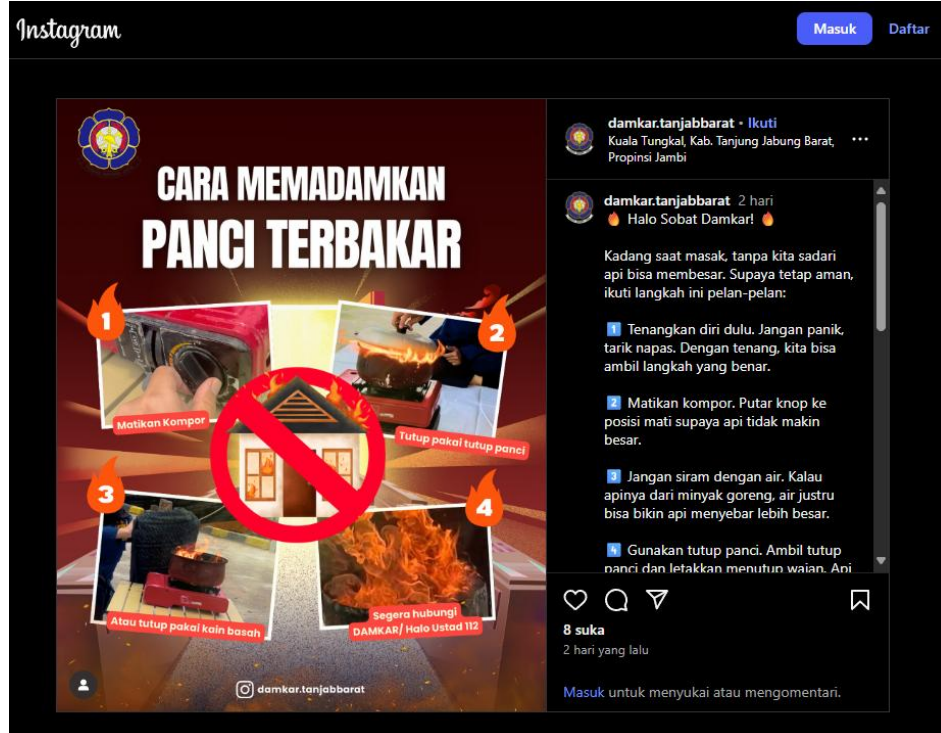 Instagram
Masuk
Daftar
CARA MEMADAMKAN
PANCI TERBAKAR
1
Matikan Kompor
2
Tutup pakai tutup panci
3
Atau tutup pakai kain basah
4
Segera hubungi
DAMKAR/ Halo Ustad 112
damkar.tanjabbarat
damkar.tanjabbarat • Ikuti
Kuala Tungkal, Kab. Tanjung Jabung Barat,
Propinsi Jambi
damkar.tanjabbarat 2 hari
🔥 Halo Sobat Damkar! 🔥
Kadang saat masak, tanpa kita sadari
api bisa membesar. Supaya tetap aman,
ikuti langkah ini pelan-pelan:
1️⃣ Tenangkan diri dulu. Jangan panik,
tarik napas. Dengan tenang, kita bisa
ambil langkah yang benar.
2️⃣ Matikan kompor. Putar knop ke
posisi mati supaya api tidak makin
besar.
3️⃣ Jangan siram dengan air. Kalau
apinya dari minyak goreng, air justru
bisa bikin api menyebar lebih besar.
4️⃣ Gunakan tutup panci. Ambil tutup
panci dan letakkan menutup wajan. Api
8 suka
2 hari yang lalu
Masuk untuk menyukai atau mengomentari.